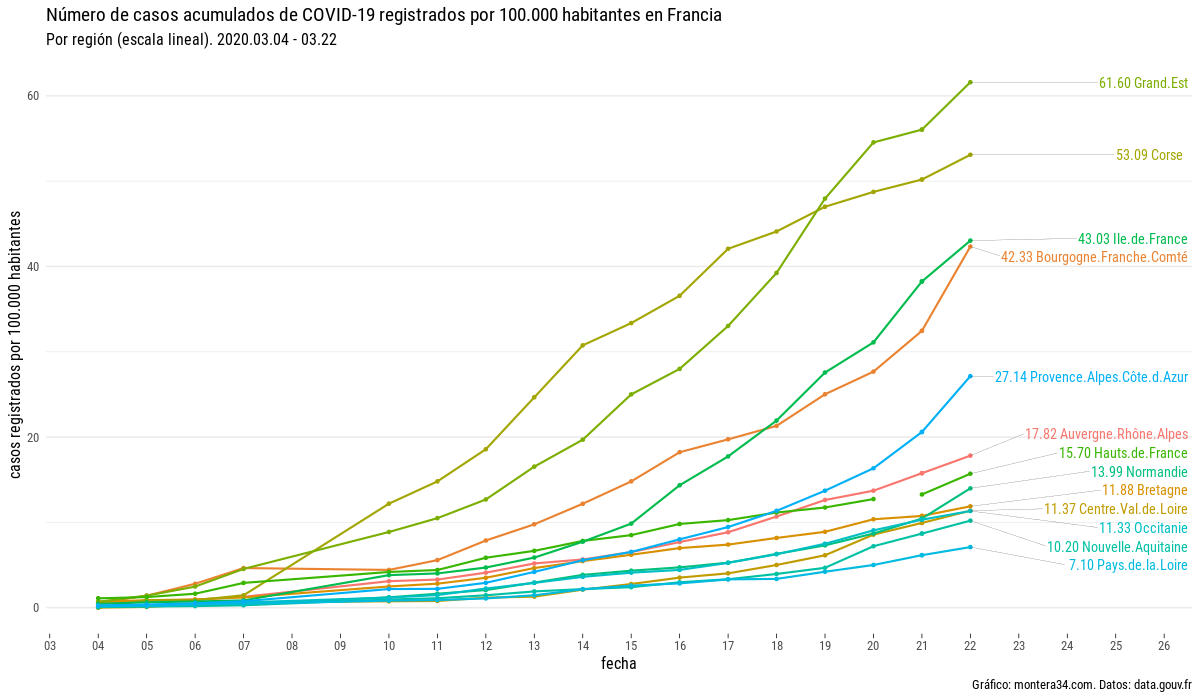 Número de casos acumulados de COVID-19 registrados por 100.000 habitantes en Francia
Por región (escala lineal). 2020.03.04 - 03.22
casos registrados por 100.000 habitantes
60
40
20
0
61.60 Grand.Est
53.09 Corse
43.03 Ile.de.France
42.33 Bourgogne.Franche.Comté
27.14 Provence.Alpes.Côte.d.Azur
17.82 Auvergne.Rhône.Alpes
15.70 Hauts.de.France
13.99 Normandie
11.88 Bretagne
11.37 Centre.Val.de.Loire
11.33 Occitanie
10.20 Nouvelle.Aquitaine
7.10 Pays.de.la.Loire
03 04 05 06 07 08 09 10 11 12 13 14 15 16 17 18 19 20 21 22 23 24 25 26
fecha
Gráfico: montera34.com. Datos: data.gouv.fr